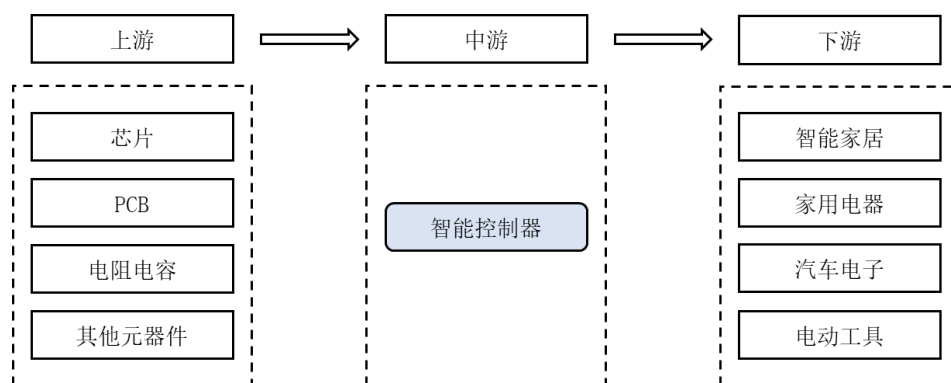 上游
中游
下游
芯片
PCB
电阻电容
其他元器件
智能控制器
智能家居
家用电器
汽车电子
电动工具